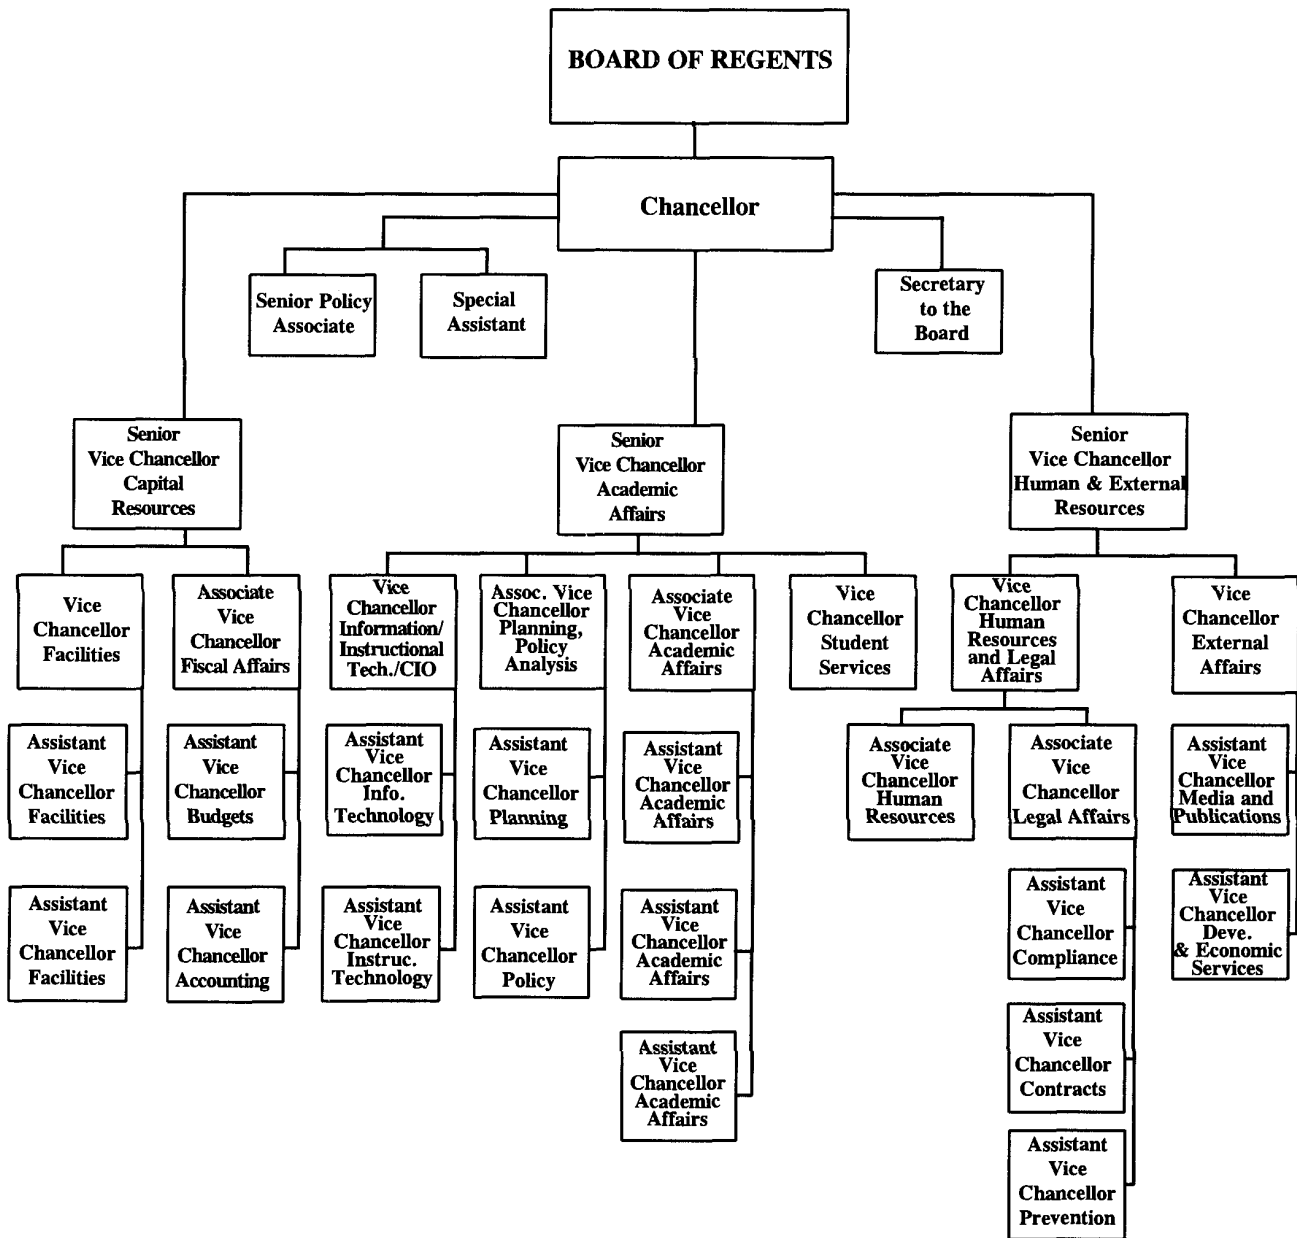 BOARD OF REGENTS
Chancellor
Senior Policy
Associate
Special
Assistant
Secretary
to the
Board
Senior
Vice Chancellor
Capital
Resources
Senior
Vice Chancellor
Academic
Affairs
Senior
Vice Chancellor
Human & External
Resources
Vice
Chancellor
Facilities
Associate
Vice
Chancellor
Fiscal Affairs
Vice
Chancellor
Information/
Instructional
Tech./CIO
Assoc. Vice
Chancellor
Planning,
Policy
Analysis
Associate
Vice
Chancellor
Academic
Affairs
Vice
Chancellor
Student
Services
Vice
Chancellor
Human
Resources
and Legal
Affairs
Vice
Chancellor
External
Affairs
Assistant
Vice
Chancellor
Facilities
Assistant
Vice
Chancellor
Budgets
Assistant
Vice
Chancellor
Info.
Technology
Assistant
Vice
Chancellor
Planning
Assistant
Vice
Chancellor
Academic
Affairs
Associate
Vice
Chancellor
Human
Resources
Associate
Vice
Chancellor
Legal Affairs
Assistant
Vice
Chancellor
Media and
Publications
Assistant
Vice
Chancellor
Facilities
Assistant
Vice
Chancellor
Accounting
Assistant
Vice
Chancellor
Instruc.
Technology
Assistant
Vice
Chancellor
Policy
Assistant
Vice
Chancellor
Academic
Affairs
Assistant
Vice
Chancellor
Compliance
Assistant
Vice
Chancellor
Deve.
& Economic
Services
Assistant
Vice
Chancellor
Academic
Affairs
Assistant
Vice
Chancellor
Contracts
Assistant
Vice
Chancellor
Prevention